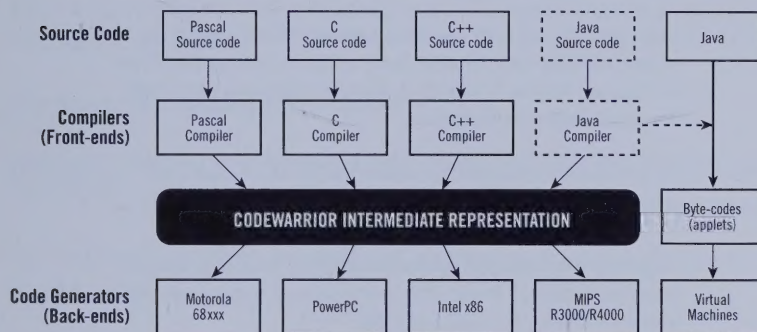 Source Code
Pascal
Source code
C
Source code
C++
Source code
Java
Source code
Java
Compilers
(Front-ends)
Pascal
Compiler
C
Compiler
C++
Compiler
Java
Compiler
CODEWARRIOR INTERMEDIATE REPRESENTATION
Byte-codes
(applets)
Code Generators
(Back-ends)
Motorola
68xxx
PowerPC
Intel x86
MIPS
R3000/R4000
Virtual
Machines